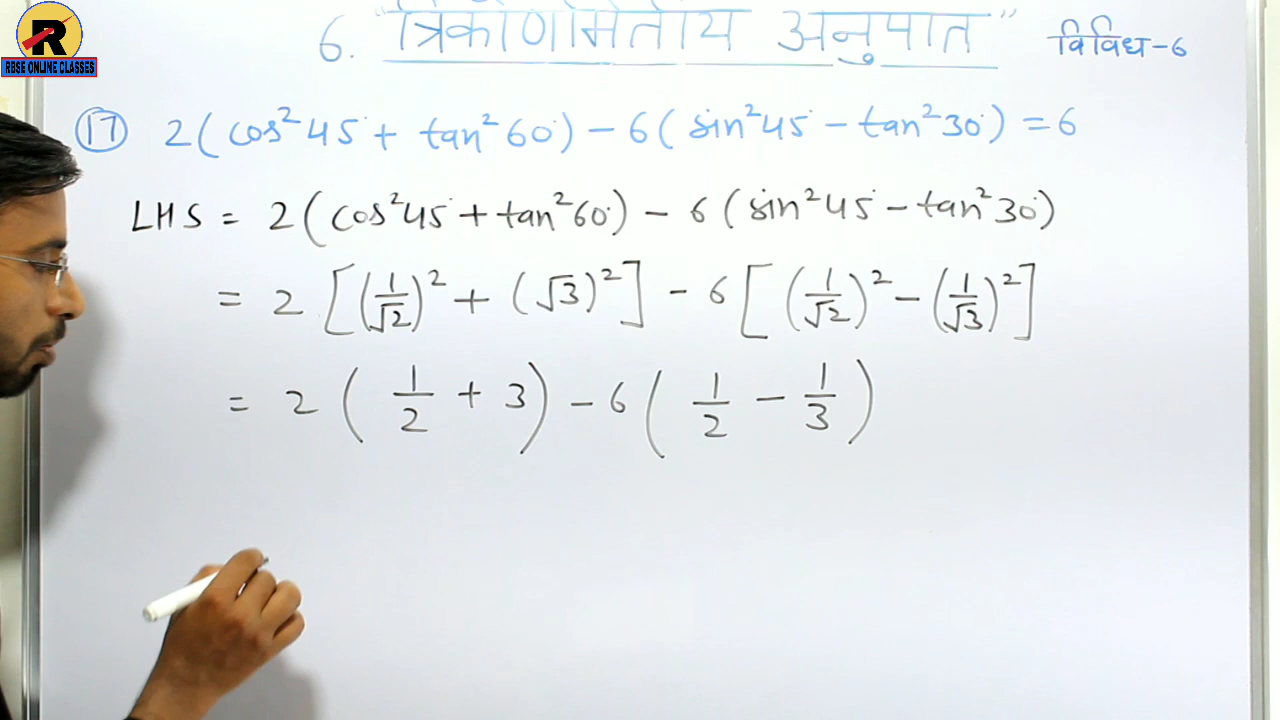 R
RBSE ONLINE CLASSES
6. "त्रिकोणमितीय अनुपात" विविध-6
17 2(cos²45° + tan²60°) - 6(sin²45° - tan²30°) = 6
LHS = 2(cos²45° + tan²60°) - 6(sin²45° - tan²30°)
= 2[(1/√2)² + (√3)²] - 6[(1/√2)² - (1/√3)²]
= 2(1/2 + 3) - 6(1/2 - 1/3)